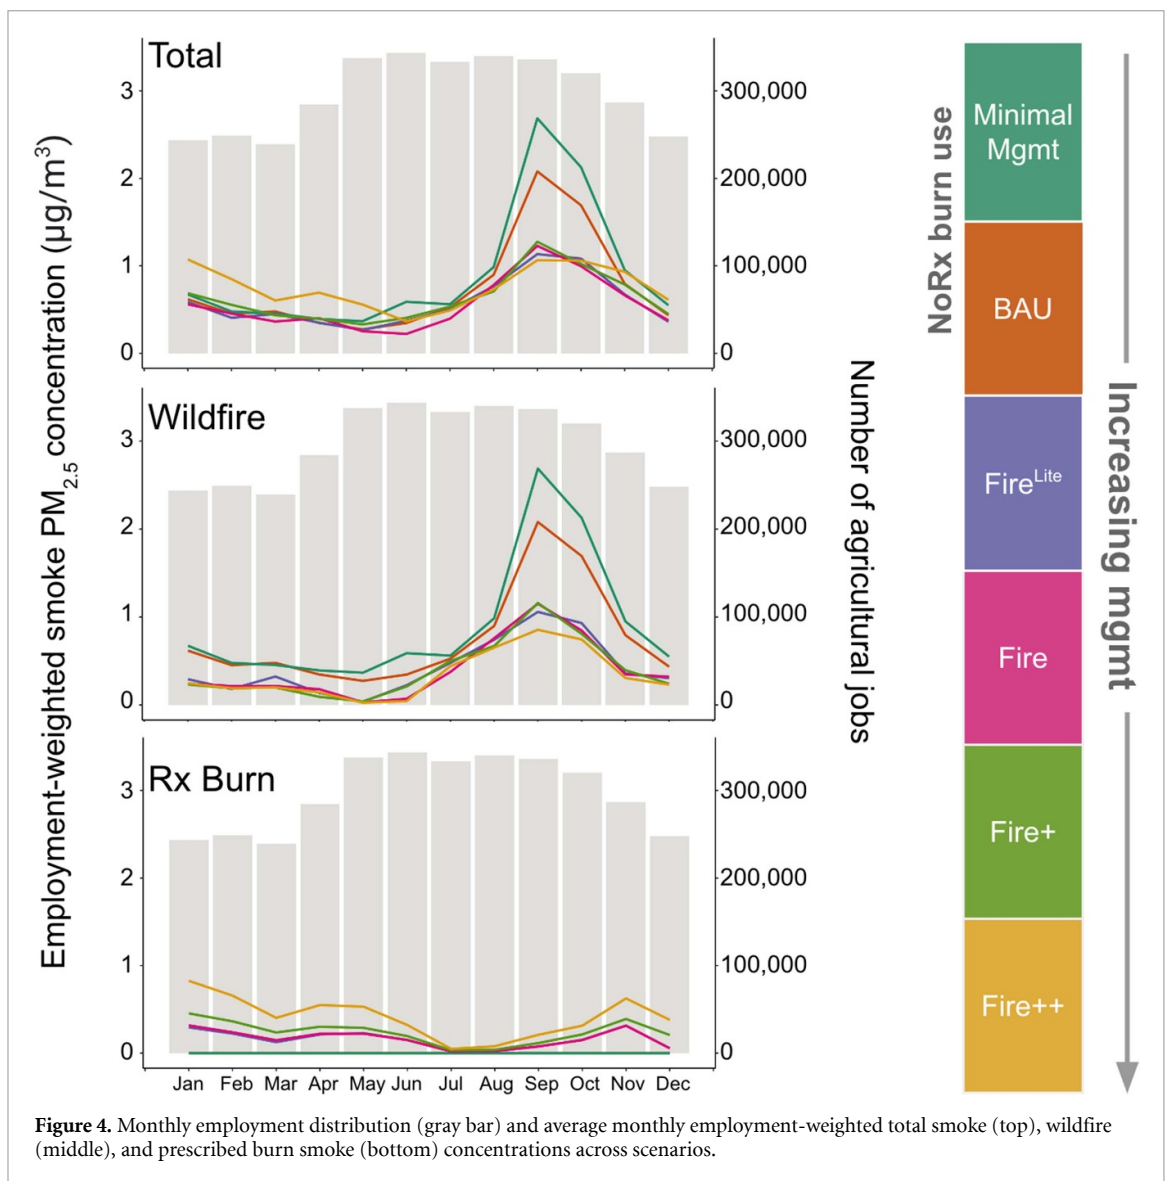 Employment-weighted smoke PM2.5 concentration (µg/m³)
Total
3
2
1
0
300,000
200,000
100,000
0
Wildfire
3
2
1
0
300,000
200,000
100,000
0
Rx Burn
3
2
1
0
300,000
200,000
100,000
0
Jan Feb Mar Apr May Jun Jul Aug Sep Oct Nov Dec
Number of agricultural jobs
NoRx burn use
Minimal
Mgmt
BAU
FireLite
Fire
Fire+
Fire++
Increasing mgmt
Figure 4. Monthly employment distribution (gray bar) and average monthly employment-weighted total smoke (top), wildfire
(middle), and prescribed burn smoke (bottom) concentrations across scenarios.